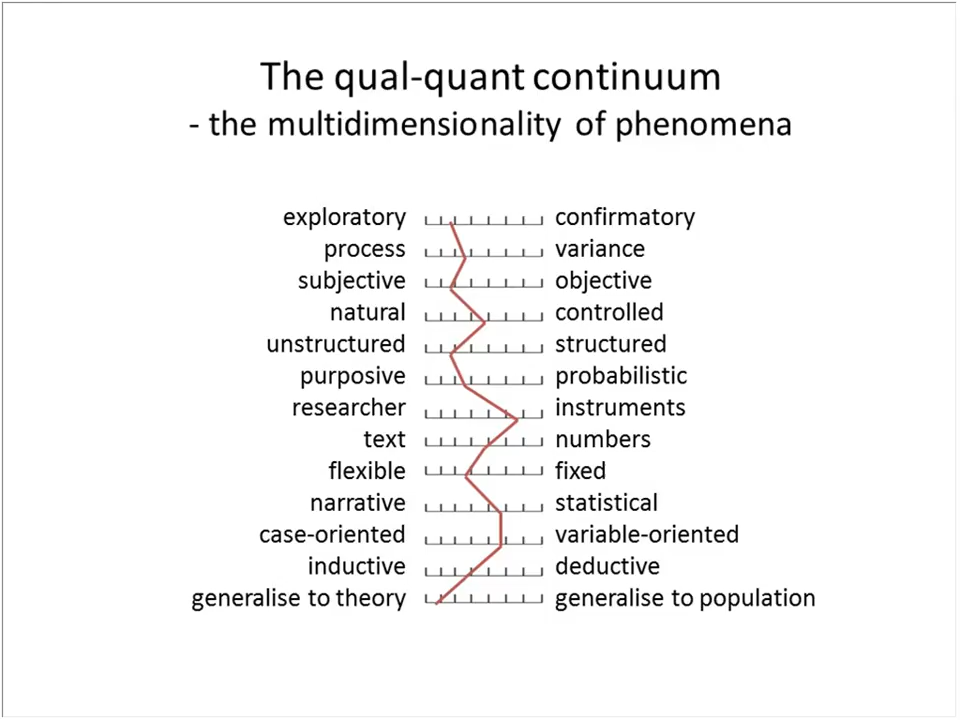 The qual-quant continuum
- the multidimensionality of phenomena
exploratory confirmatory
process variance
subjective objective
natural controlled
unstructured structured
purposive probabilistic
researcher instruments
text numbers
flexible fixed
narrative statistical
case-oriented variable-oriented
inductive deductive
generalise to theory generalise to population